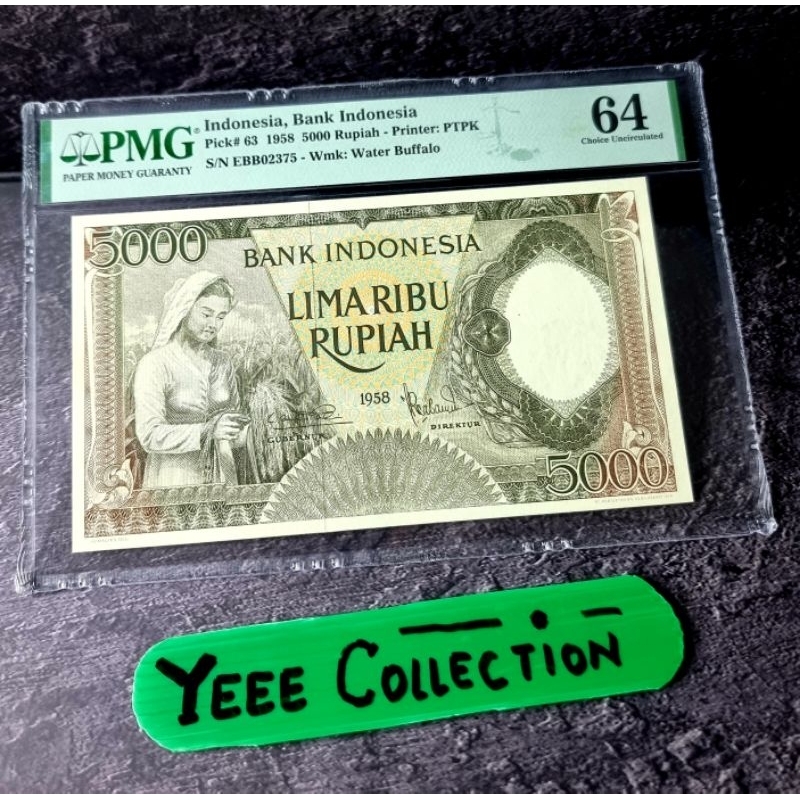 PMG
PAPER MONEY GUARANTY
Indonesia, Bank Indonesia
Pick# 63 1958 5000 Rupiah - Printer: PTPK
S/N EBB02375 - Wmk: Water Buffalo
64
Choice Uncirculated
5000
BANK INDONESIA
LIMA RIBU
RUPIAH
1958
GUBERNUR
DIREKTUR
5000
YEEE COLLECTION